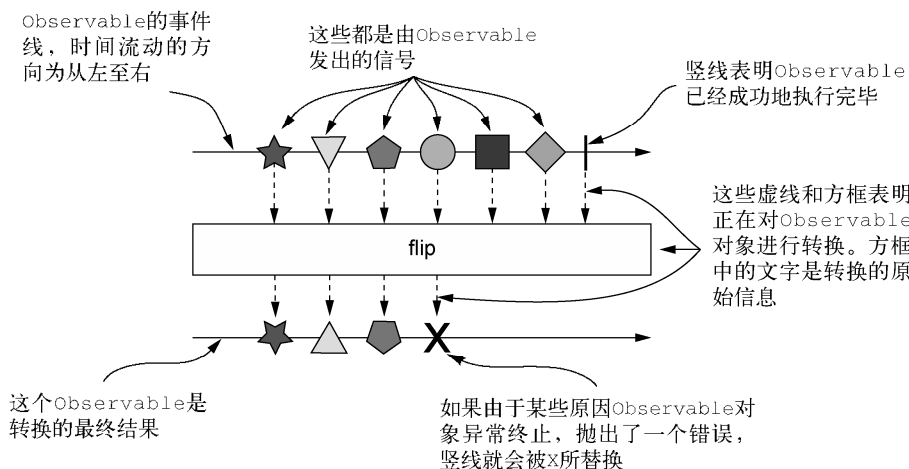 Observable的事件
线，时间流动的方
向为从左至右
这些都是由Observable
发出的信号
竖线表明Observable
已经成功地执行完毕
这些虚线和方框表明
正在对Observable
对象进行转换。方框
中的文字是转换的原
始信息
flip
X
这个Observable是
转换的最终结果
如果由于某些原因Observable对
象异常终止，抛出了一个错误，
竖线就会被X所替换